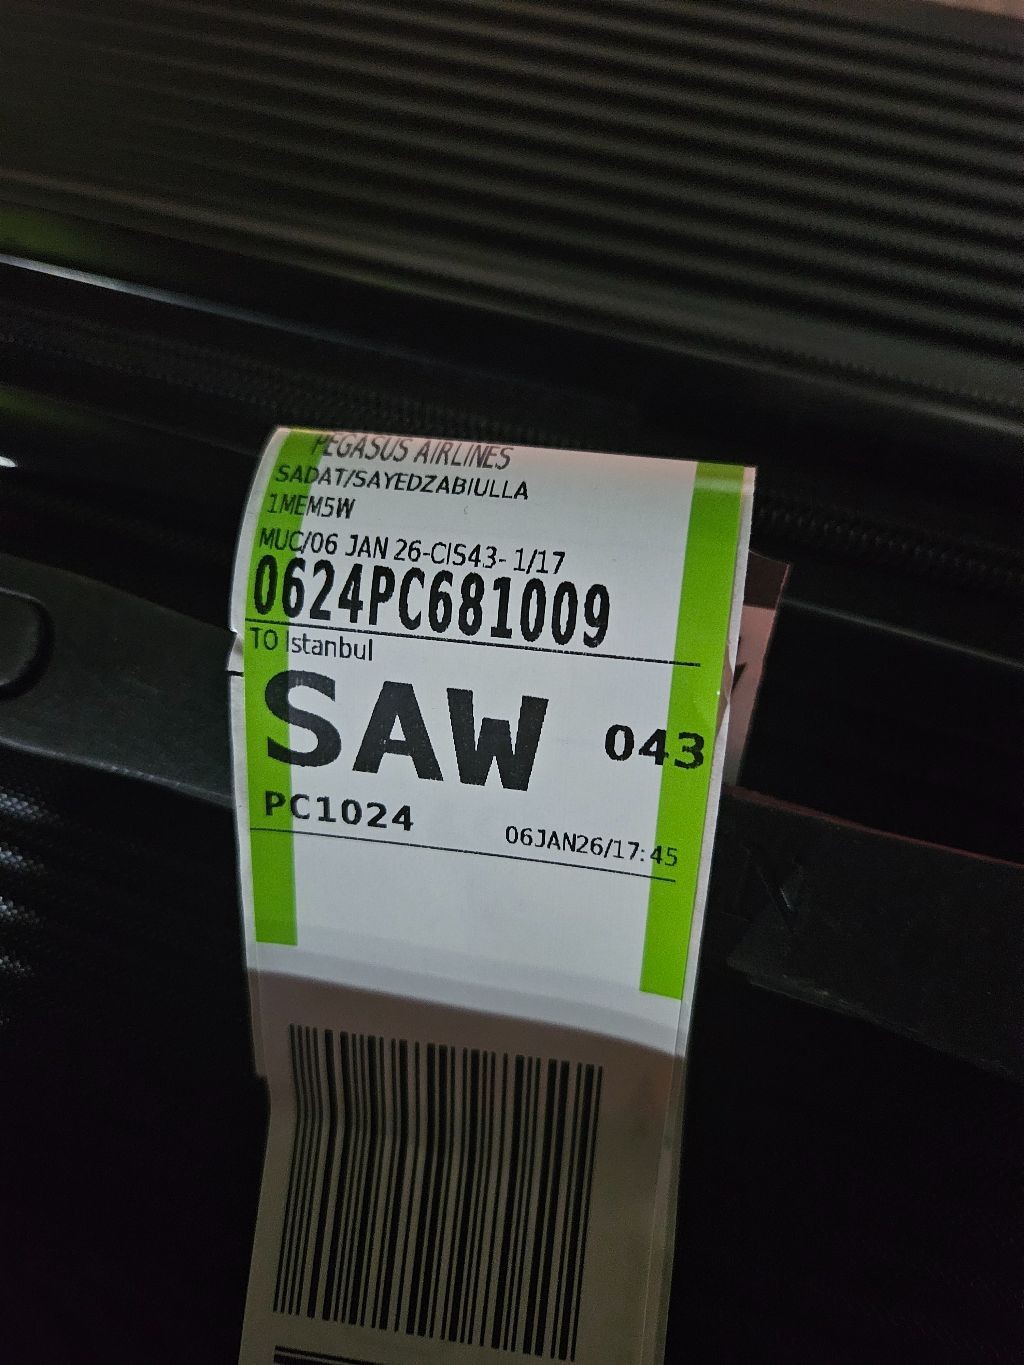 PEGASUS AIRLINES
SADAT/SAYEDZABIULLA
1MEM5W
MUC/06 JAN 26-CIS43- 1/17
0624PC681009
TO Istanbul
SAW 043
PC1024 06JAN26/17:45